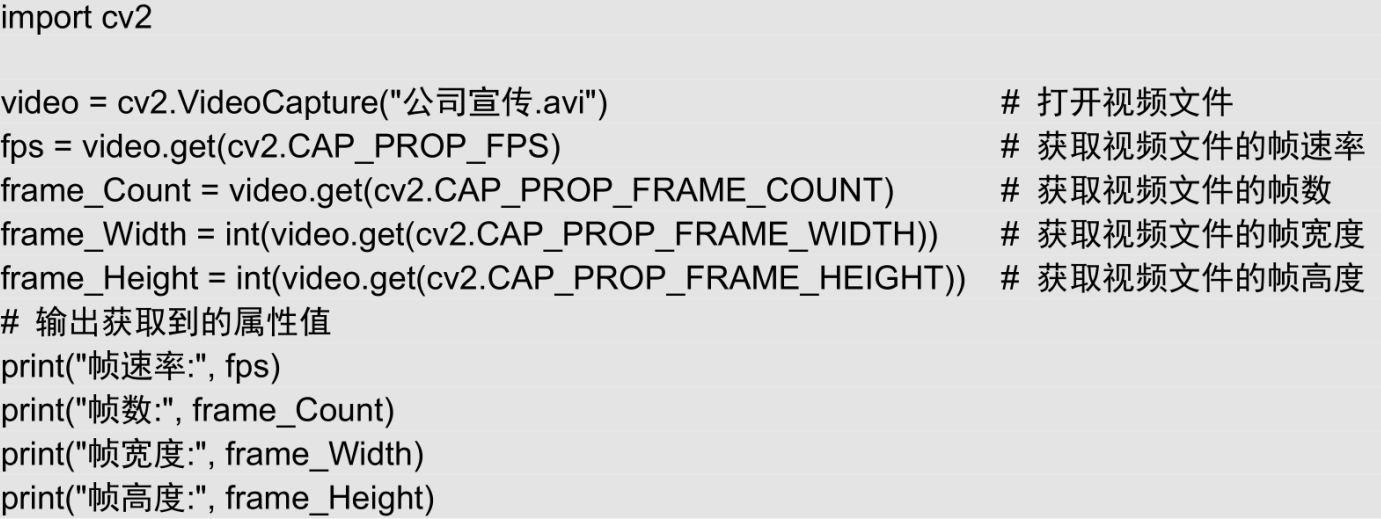 import cv2
video = cv2.VideoCapture("公司宣传.avi") # 打开视频文件
fps = video.get(cv2.CAP_PROP_FPS) # 获取视频文件的帧速率
frame_Count = video.get(cv2.CAP_PROP_FRAME_COUNT) # 获取视频文件的帧数
frame_Width = int(video.get(cv2.CAP_PROP_FRAME_WIDTH)) # 获取视频文件的帧宽度
frame_Height = int(video.get(cv2.CAP_PROP_FRAME_HEIGHT)) # 获取视频文件的帧高度
# 输出获取到的属性值
print("帧速率:", fps)
print("帧数:", frame_Count)
print("帧宽度:", frame_Width)
print("帧高度:", frame_Height)